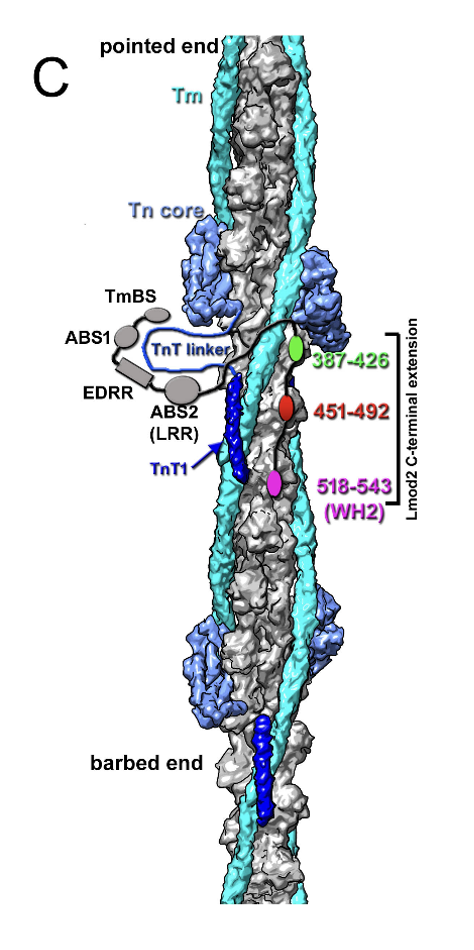 C
pointed end
Tm
Tn core
TmBS
ABS1
TnT linker
EDRR
ABS2
(LRR)
TnT1
387-426
451-492
518-543
(WH2)
Lmod2 C-terminal extension
barbed end